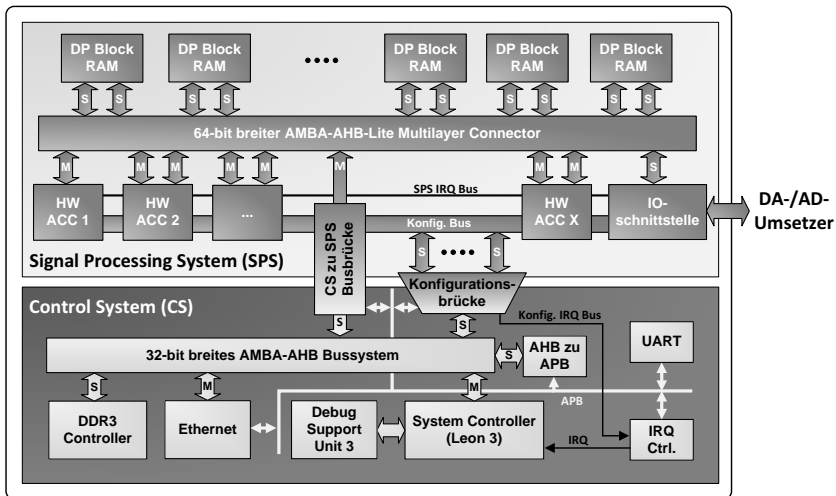 DP Block
RAM
DP Block
RAM
DP Block
RAM
DP Block
RAM
DP Block
RAM
S S S S S S S S S S
64-bit breiter AMBA-AHB-Lite Multilayer Connector
M M M M M M M M S
SPS IRQ Bus
HW
ACC 1
HW
ACC 2
...
HW
ACC X
IO-
schnittstelle
DA-/AD-
Umsetzer
Konfig. Bus
CS zu SPS
Busbrücke
S S
Signal Processing System (SPS)
Konfigurations-
brücke
Control System (CS)
Konfig. IRQ Bus
S S
32-bit breites AMBA-AHB Bussystem
S
AHB zu
APB
UART
S M M
APB
DDR3
Controller
Ethernet
Debug
Support
Unit 3
System Controller
(Leon 3)
IRQ
IRQ
Ctrl.